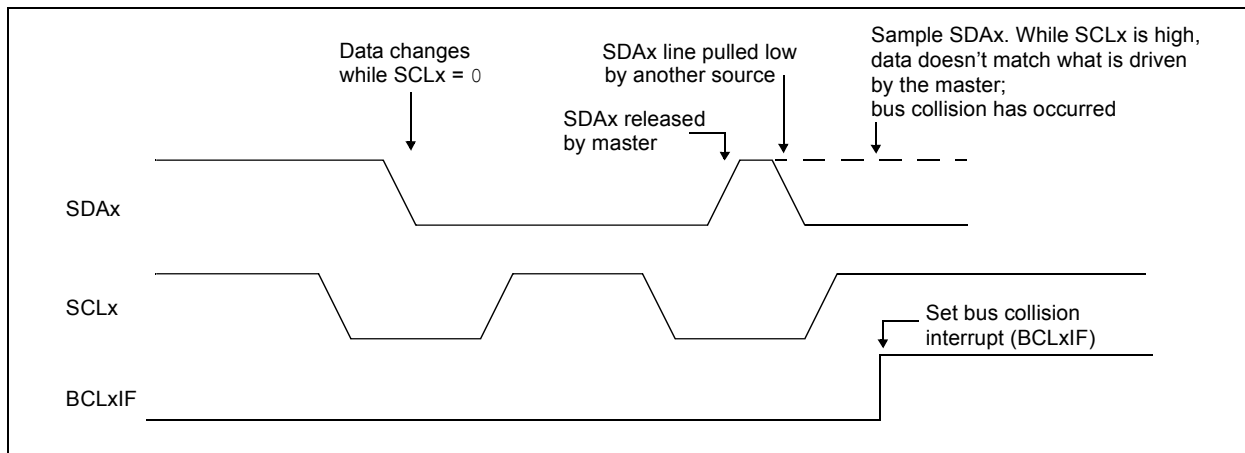 Data changes
while SCLx = 0
SDAx line pulled low
by another source
SDAx released
by master
Sample SDAx. While SCLx is high,
data doesn't match what is driven
by the master;
bus collision has occurred
SDAx
SCLx
Set bus collision
interrupt (BCLxIF)
BCLxIF